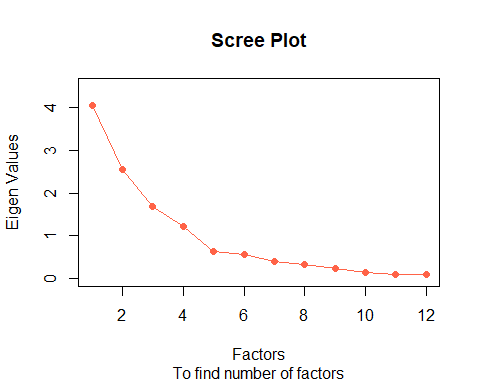 Scree Plot
Eigen Values
4
3
2
1
0
2 4 6 8 10 12
Factors
To find number of factors